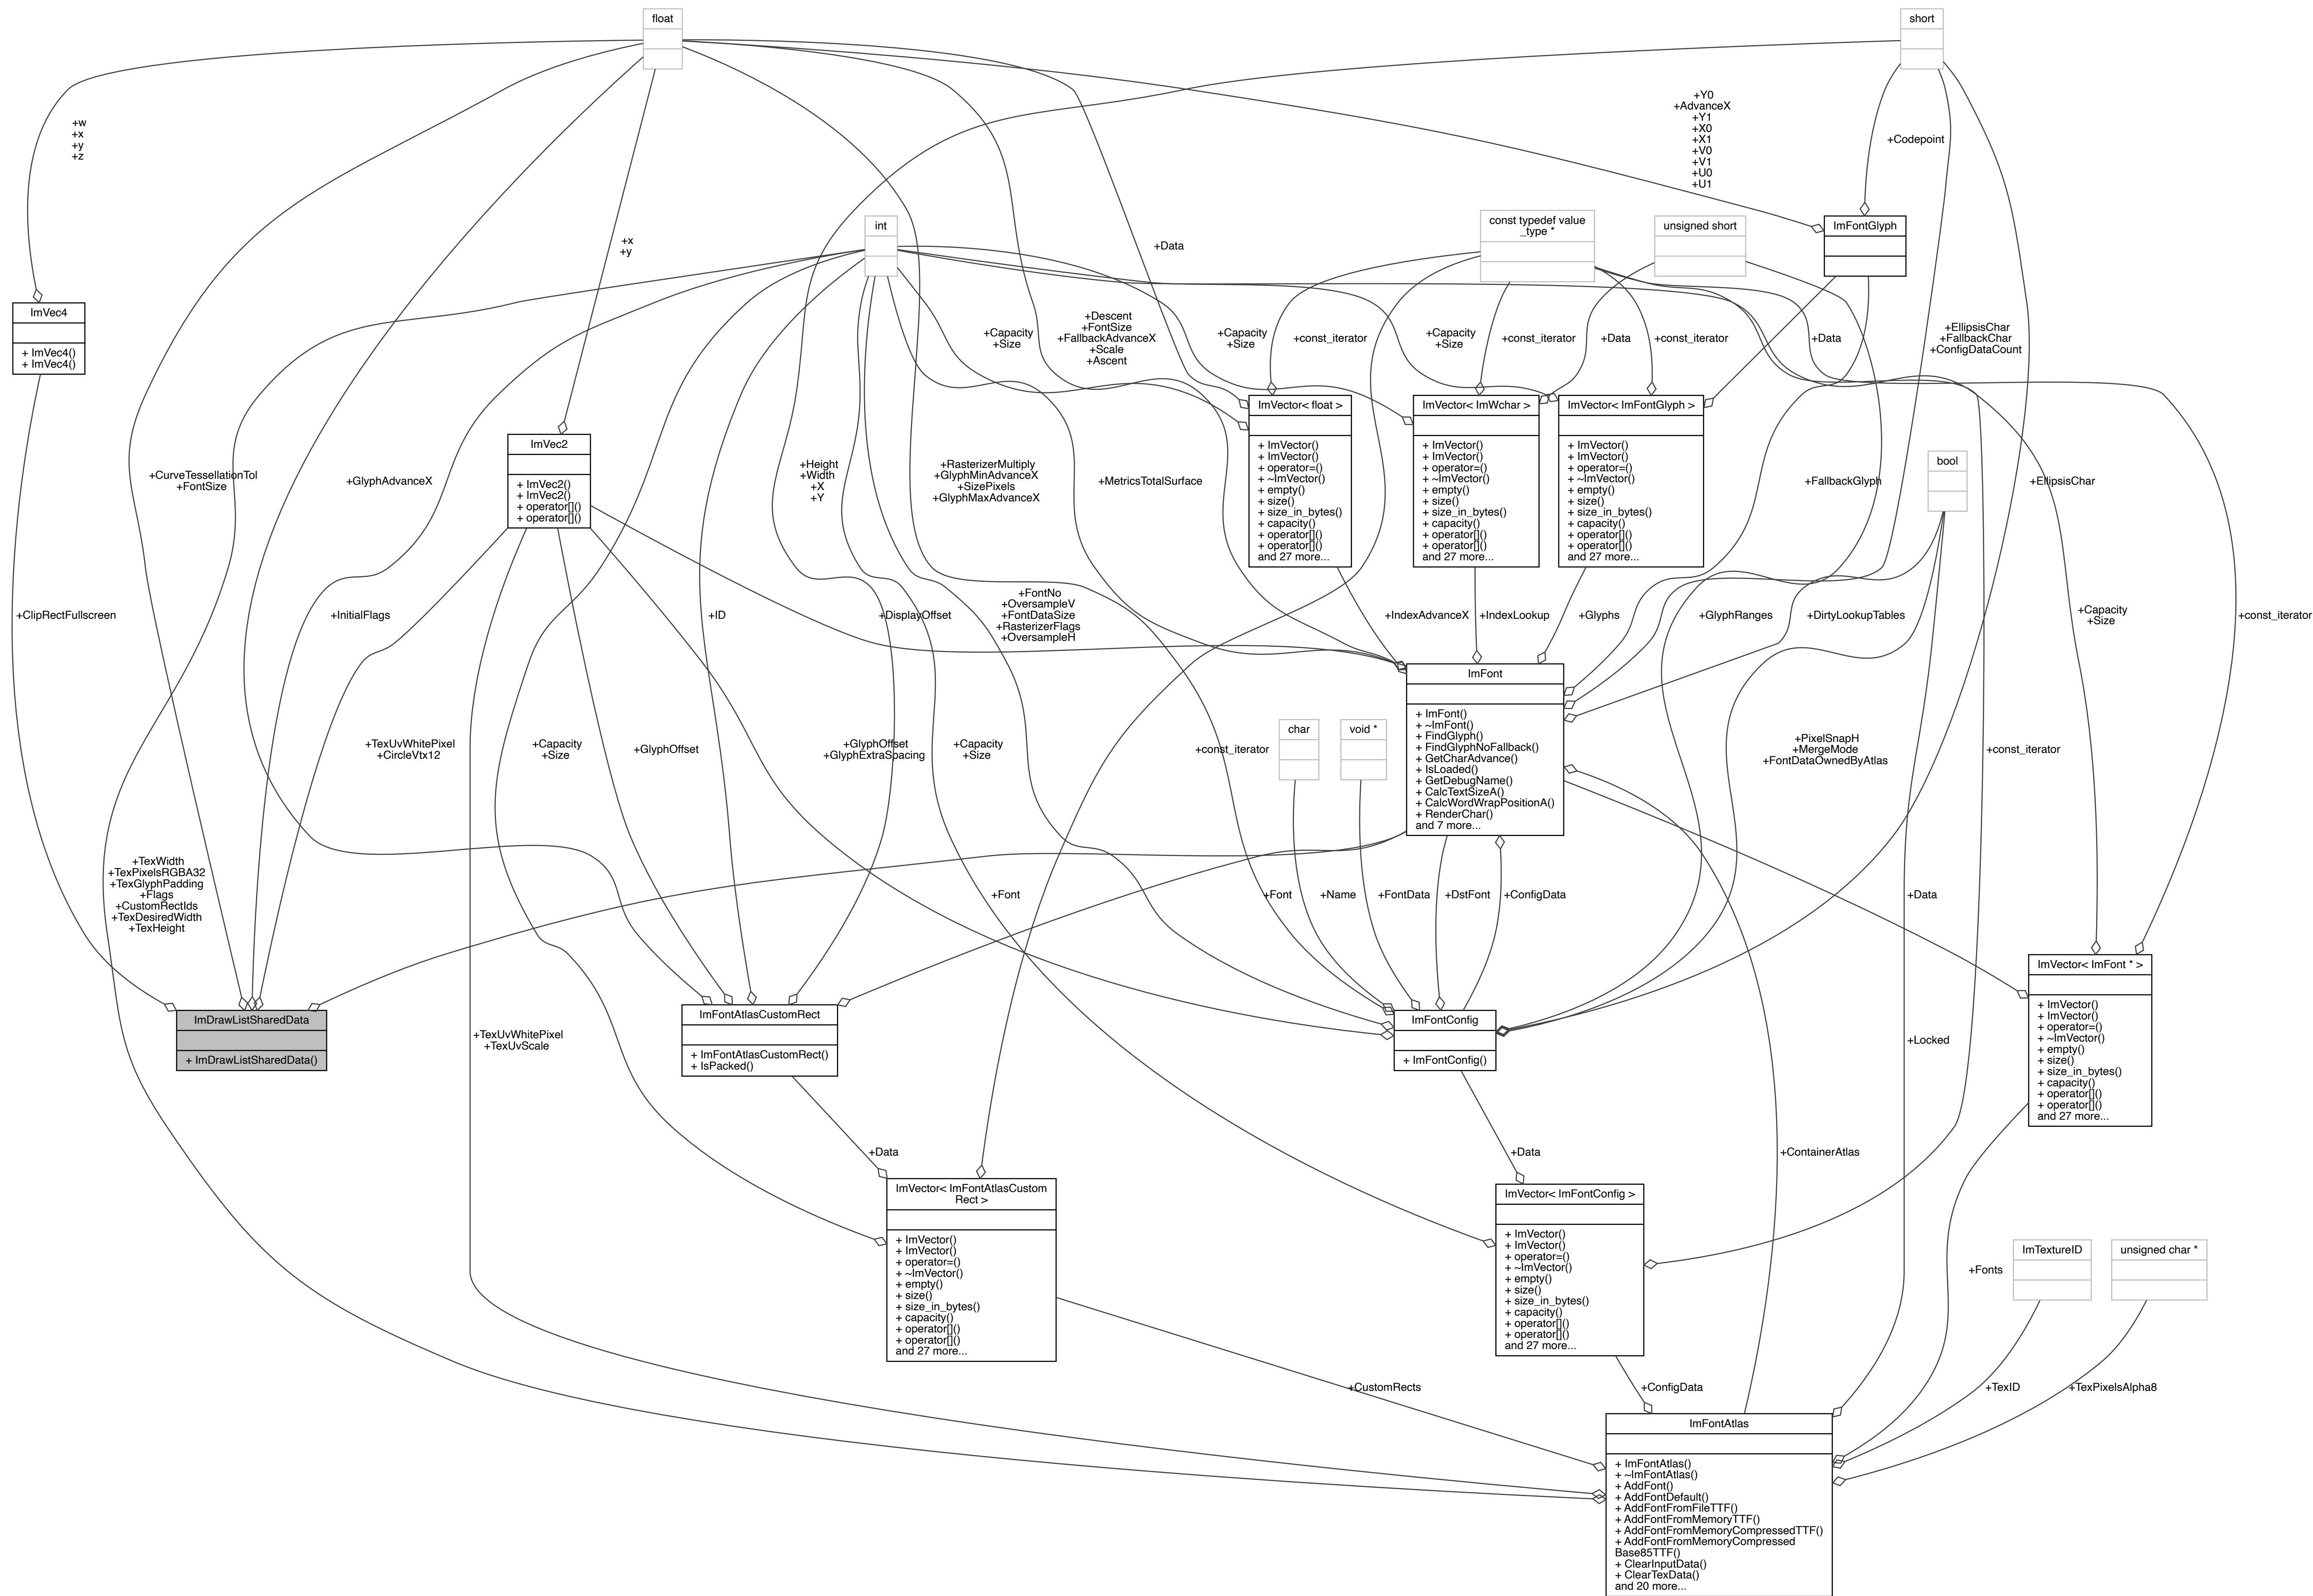 float
short
+Y0
+AdvanceX
+Y1
+X0
+X1
+V0
+V1
+U0
+U1
+w
+x
+y
+z
+Codepoint
int
const typedef value
_type *
unsigned short
ImFontGlyph
+x
+y
+Data
ImVec4
+ ImVec4()
+ ImVec4()
+Capacity
+Size
+Descent
+FontSize
+FallbackAdvanceX
+Scale
+Ascent
+Capacity
+Size
+const_iterator
+Capacity
+Size
+const_iterator
+Data
+const_iterator
+Data
+EllipsisChar
+FallbackChar
+ConfigDataCount
ImVector< float >
+ ImVector()
+ ImVector()
+ operator=()
+ ~ImVector()
+ empty()
+ size()
+ size_in_bytes()
+ capacity()
+ operator[]()
+ operator[]()
and 27 more...
ImVector< ImWchar >
+ ImVector()
+ ImVector()
+ operator=()
+ ~ImVector()
+ empty()
+ size()
+ size_in_bytes()
+ capacity()
+ operator[]()
+ operator[]()
and 27 more...
ImVector< ImFontGlyph >
+ ImVector()
+ ImVector()
+ operator=()
+ ~ImVector()
+ empty()
+ size()
+ size_in_bytes()
+ capacity()
+ operator[]()
+ operator[]()
and 27 more...
ImVec2
+ ImVec2()
+ ImVec2()
+ operator[]()
+ operator[]()
bool
+CurveTessellationTol
+FontSize
+GlyphAdvanceX
+Height
+Width
+X
+Y
+RasterizerMultiply
+GlyphMinAdvanceX
+SizePixels
+GlyphMaxAdvanceX
+MetricsTotalSurface
+FallbackGlyph
+EllipsisChar
+ClipRectFullscreen
+InitialFlags
+ID
+DisplayOffset
+FontNo
+OversampleV
+FontDataSize
+RasterizerFlags
+OversampleH
+IndexAdvanceX
+IndexLookup
+Glyphs
+GlyphRanges
+DirtyLookupTables
+Capacity
+Size
+const_iterator
ImFont
+ ImFont()
+ ~ImFont()
+ FindGlyph()
+ FindGlyphNoFallback()
+ GetCharAdvance()
+ IsLoaded()
+ GetDebugName()
+ CalcTextSizeA()
+ CalcWordWrapPositionA()
+ RenderChar()
and 7 more...
char
void *
+TexUvWhitePixel
+CircleVtx12
+Capacity
+Size
+GlyphOffset
+GlyphOffset
+GlyphExtraSpacing
+Capacity
+Size
+const_iterator
+PixelSnapH
+MergeMode
+FontDataOwnedByAtlas
+const_iterator
+TexWidth
+TexPixelsRGBA32
+TexGlyphPadding
+Flags
+CustomRectIds
+TexDesiredWidth
+TexHeight
+Font
+Font
+Name
+FontData
+DstFont
+ConfigData
+Data
ImVector< ImFont * >
+ ImVector()
+ ImVector()
+ operator=()
+ ~ImVector()
+ empty()
+ size()
+ size_in_bytes()
+ capacity()
+ operator[]()
+ operator[]()
and 27 more...
ImDrawListSharedData
+ ImDrawListSharedData()
ImFontAtlasCustomRect
+ ImFontAtlasCustomRect()
+ IsPacked()
ImFontConfig
+ ImFontConfig()
+TexUvWhitePixel
+TexUvScale
+Locked
+Data
+Data
+ContainerAtlas
ImVector< ImFontAtlasCustom
Rect >
+ ImVector()
+ ImVector()
+ operator=()
+ ~ImVector()
+ empty()
+ size()
+ size_in_bytes()
+ capacity()
+ operator[]()
+ operator[]()
and 27 more...
ImVector< ImFontConfig >
+ ImVector()
+ ImVector()
+ operator=()
+ ~ImVector()
+ empty()
+ size()
+ size_in_bytes()
+ capacity()
+ operator[]()
+ operator[]()
and 27 more...
ImTextureID
unsigned char *
+Fonts
+CustomRects
+ConfigData
+TexID
+TexPixelsAlpha8
ImFontAtlas
+ ImFontAtlas()
+ ~ImFontAtlas()
+ AddFont()
+ AddFontDefault()
+ AddFontFromFileTTF()
+ AddFontFromMemoryTTF()
+ AddFontFromMemoryCompressedTTF()
+ AddFontFromMemoryCompressed
Base85TTF()
+ ClearInputData()
+ ClearTexData()
and 20 more...